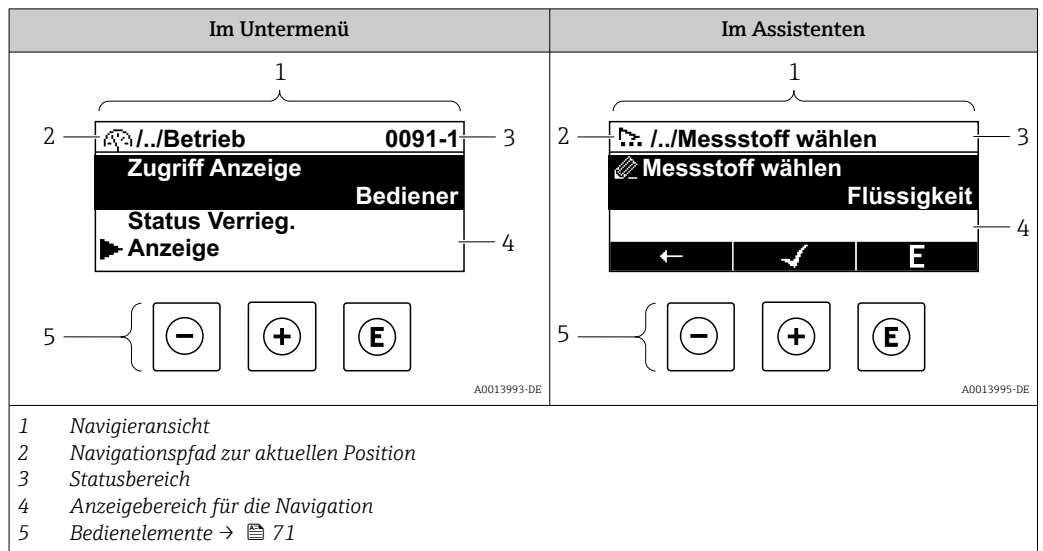 Im Untermenü
Im Assistenten
1
2
/../Betrieb 0091-1
3
Zugriff Anzeige
Bediener
Status Verrieg.
Anzeige
4
5
− + E
A0013993-DE
1
2
/../Messstoff wählen
3
Messstoff wählen
Flüssigkeit
4
← ✓ E
5
− + E
A0013995-DE
1 Navigieransicht
2 Navigationspfad zur aktuellen Position
3 Statusbereich
4 Anzeigebereich für die Navigation
5 Bedienelemente → 71